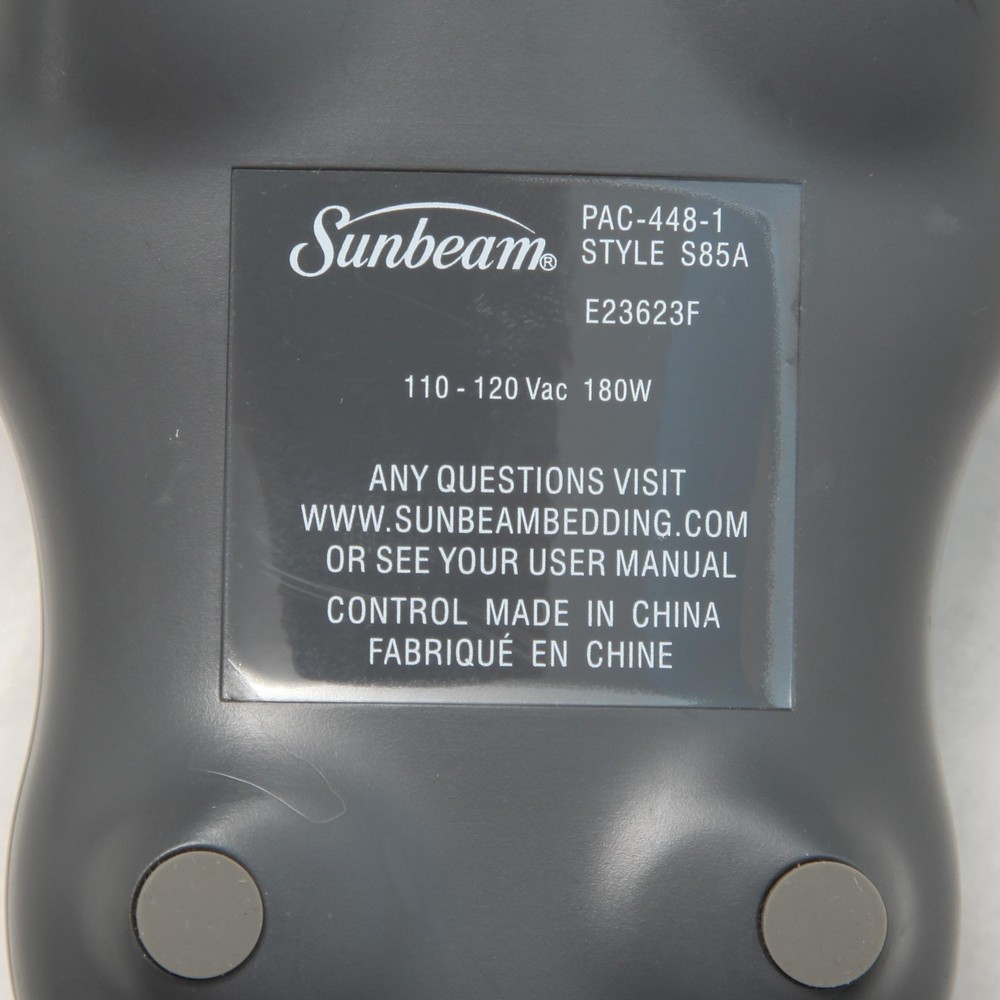 Sunbeam® PAC-448-1
STYLE S85A
E23623F
110 - 120 Vac 180W
ANY QUESTIONS VISIT
WWW.SUNBEAMBEDDING.COM
OR SEE YOUR USER MANUAL
CONTROL MADE IN CHINA
FABRIQUÉ EN CHINE